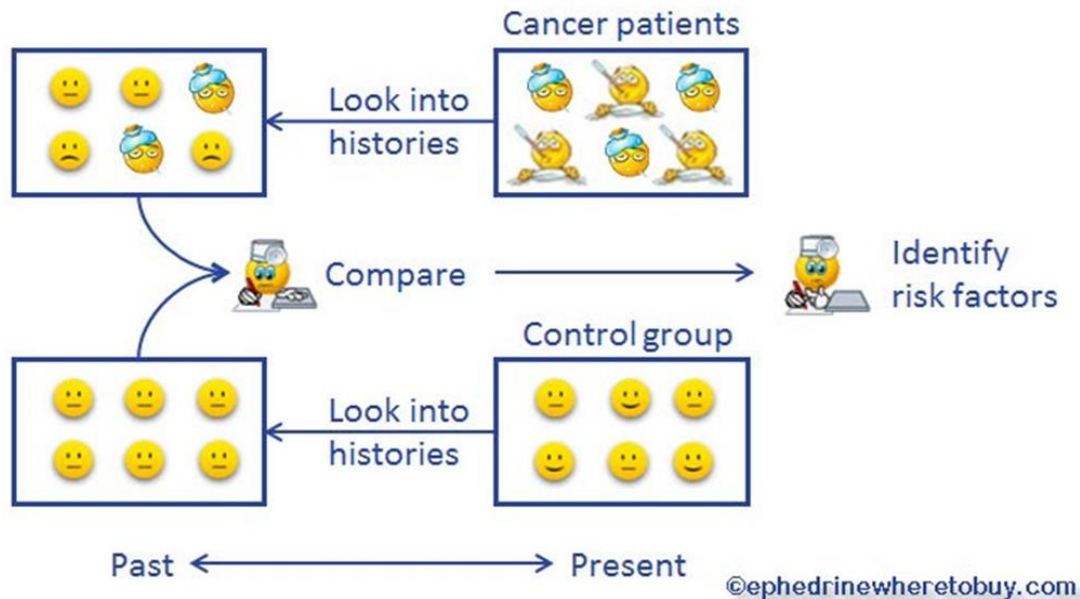 Cancer patients
Look into
histories
Compare
Identify
risk factors
Control group
Look into
histories
Past
Present
©ephedrinewheretobuy.com